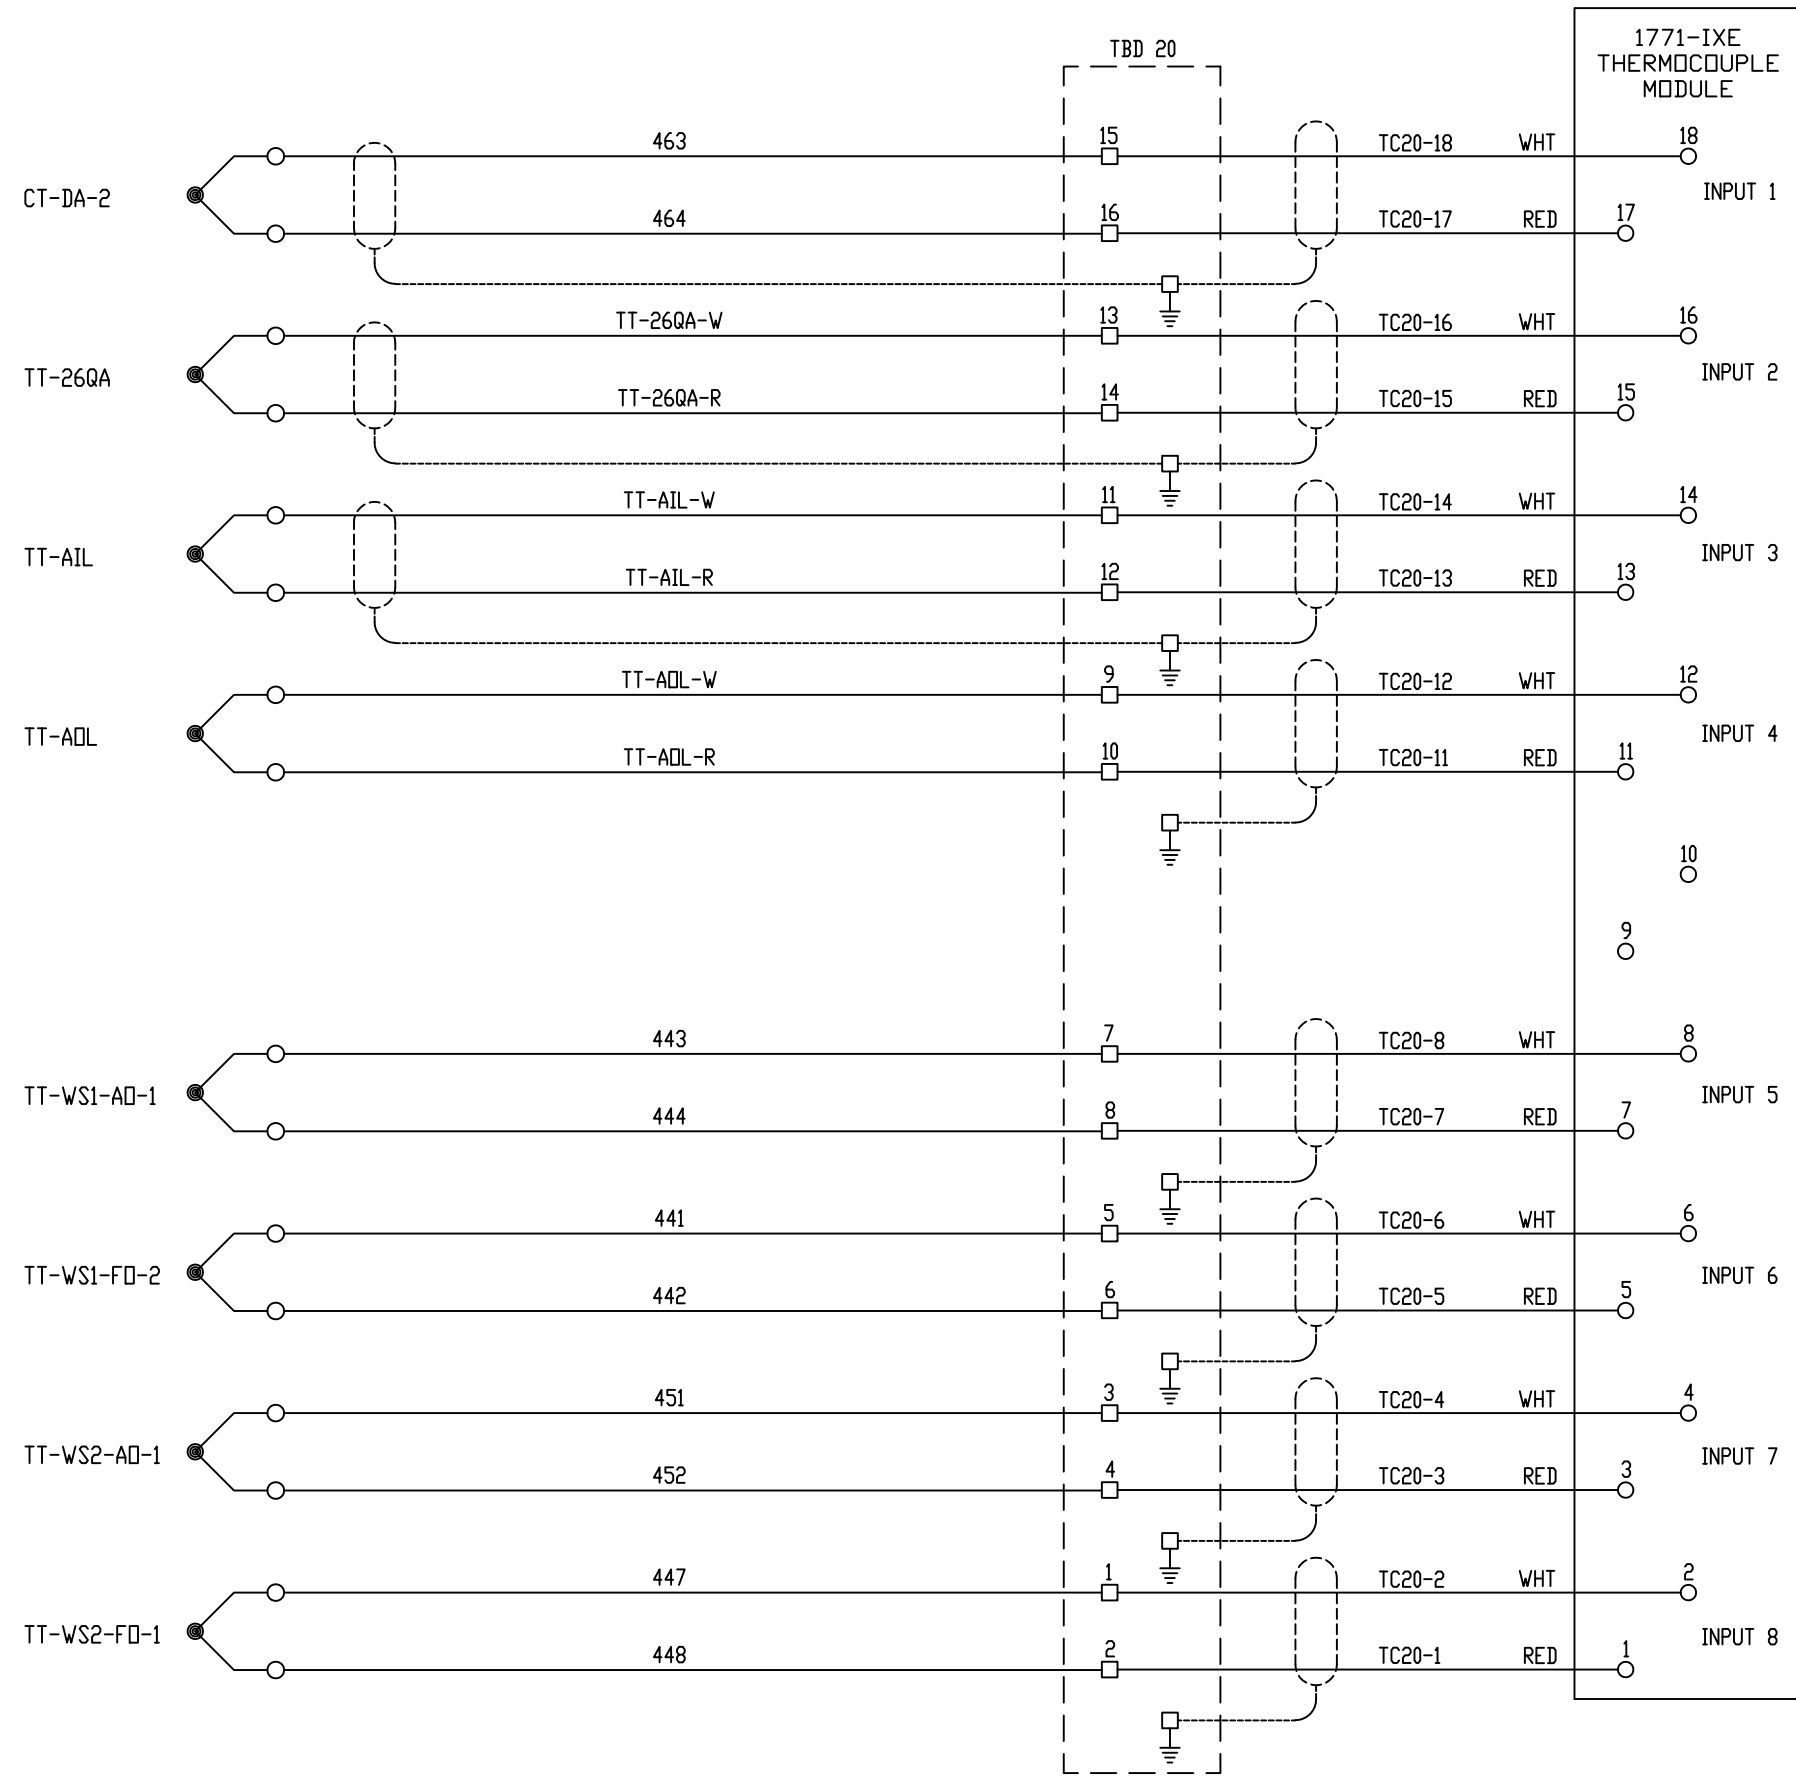 1771-IXE
THERMOCOUPLE
MODULE
TBD 20
463 15 TC20-18 WHT 18
CT-DA-2 INPUT 1
464 16 TC20-17 RED 17
TT-26QA-W 13 TC20-16 WHT 16
TT-26QA INPUT 2
TT-26QA-R 14 TC20-15 RED 15
TT-AIL-W 11 TC20-14 WHT 14
TT-AIL INPUT 3
TT-AIL-R 12 TC20-13 RED 13
TT-AOL-W 9 TC20-12 WHT 12
TT-AOL INPUT 4
TT-AOL-R 10 TC20-11 RED 11
10
9
443 7 TC20-8 WHT 8
TT-WS1-AO-1 INPUT 5
444 8 TC20-7 RED 7
441 5 TC20-6 WHT 6
TT-WS1-FO-2 INPUT 6
442 6 TC20-5 RED 5
451 3 TC20-4 WHT 4
TT-WS2-AO-1 INPUT 7
452 4 TC20-3 RED 3
447 1 TC20-2 WHT 2
TT-WS2-FO-1 INPUT 8
448 2 TC20-1 RED 1